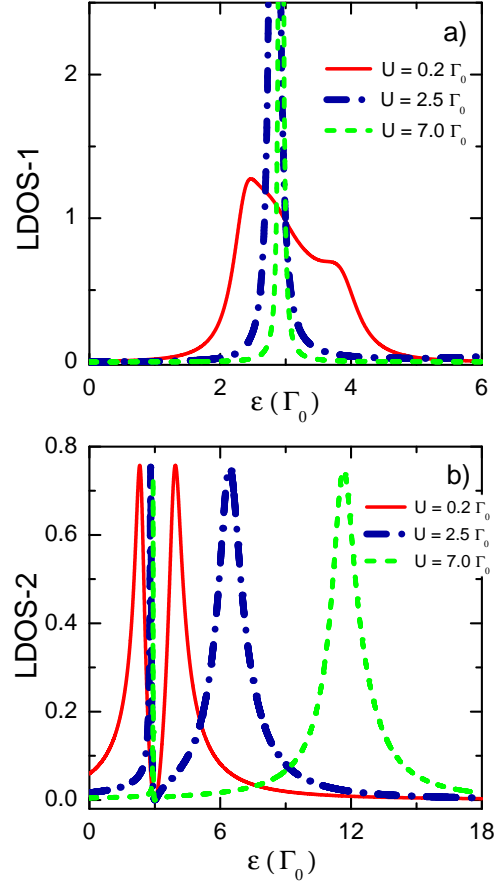 a)
U = 0.2 Γ₀
U = 2.5 Γ₀
U = 7.0 Γ₀
LDOS-1
2
1
0
0 2 4 6
ε (Γ₀)
b)
U = 0.2 Γ₀
U = 2.5 Γ₀
U = 7.0 Γ₀
LDOS-2
0.8
0.6
0.4
0.2
0.0
0 6 12 18
ε (Γ₀)